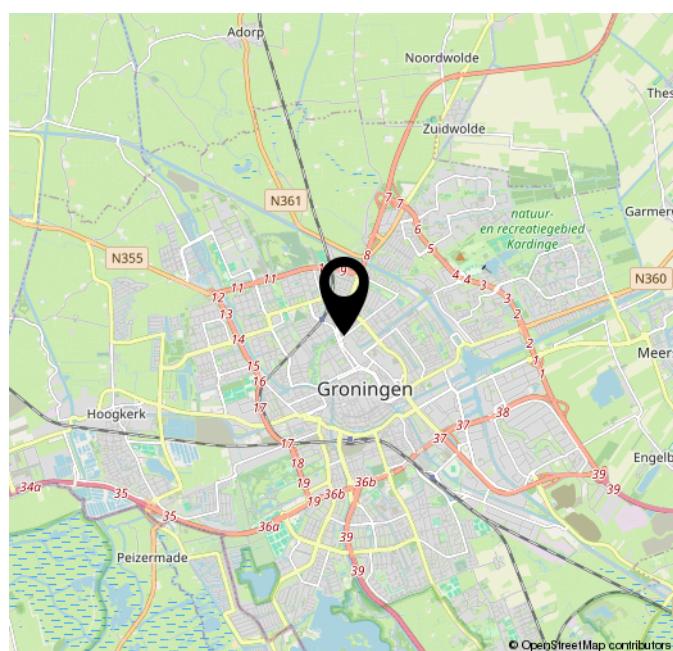 Adorp
Noordwolde
Thes
Zuidwolde
N361
7
7
6
natuur-
en recreatiegebied
Kardinge
Garmerw
5
8
N355
9
11
11
12
4
4
3
3
N360
13
2
2
14
1
1
Meers
15
16
Groningen
17
Hoogkerk
38
37
37
17
18
Engelb
39
39
34a
35
35
19
19
36b
36b
36a
39
39
Peizermade
© OpenStreetMap contributors